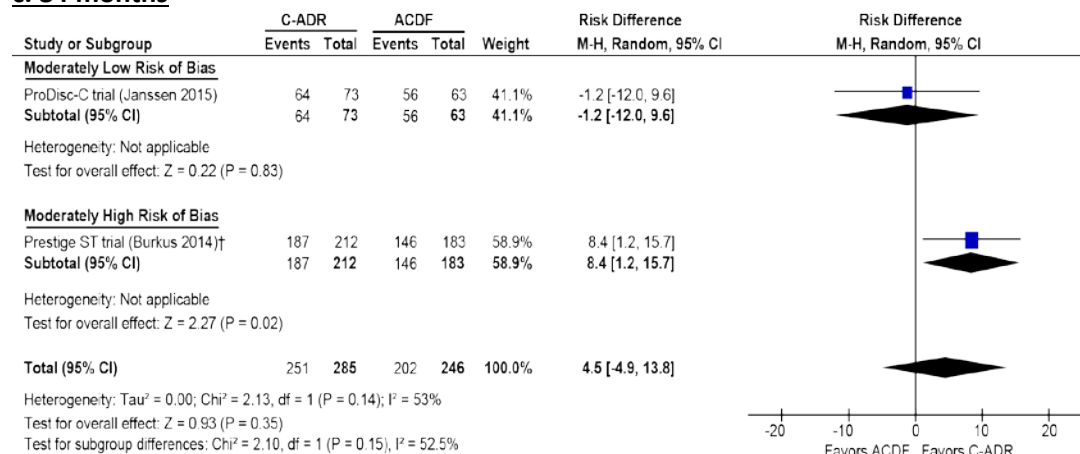 C-ADR ACDF Risk Difference Risk Difference
Study or Subgroup Events Total Events Total Weight M-H, Random, 95% CI M-H, Random, 95% CI
Moderately Low Risk of Bias
ProDisc-C trial (Janssen 2015) 64 73 56 63 41.1% -1.2 [-12.0, 9.6]
Subtotal (95% CI) 64 73 56 63 41.1% -1.2 [-12.0, 9.6]
Heterogeneity: Not applicable
Test for overall effect: Z = 0.22 (P = 0.83)
Moderately High Risk of Bias
Prestige ST trial (Burkus 2014)† 187 212 146 183 58.9% 8.4 [1.2, 15.7]
Subtotal (95% CI) 187 212 146 183 58.9% 8.4 [1.2, 15.7]
Heterogeneity: Not applicable
Test for overall effect: Z = 2.27 (P = 0.02)
Total (95% CI) 251 285 202 246 100.0% 4.5 [-4.9, 13.8]
Heterogeneity: Tau² = 0.00; Chi² = 2.13, df = 1 (P = 0.14); I² = 53%
Test for overall effect: Z = 0.93 (P = 0.35)
Test for subgroup differences: Chi² = 2.10, df = 1 (P = 0.15), I² = 52.5%
-20 -10 0 10 20
Favors ACDF Favors C-ADR